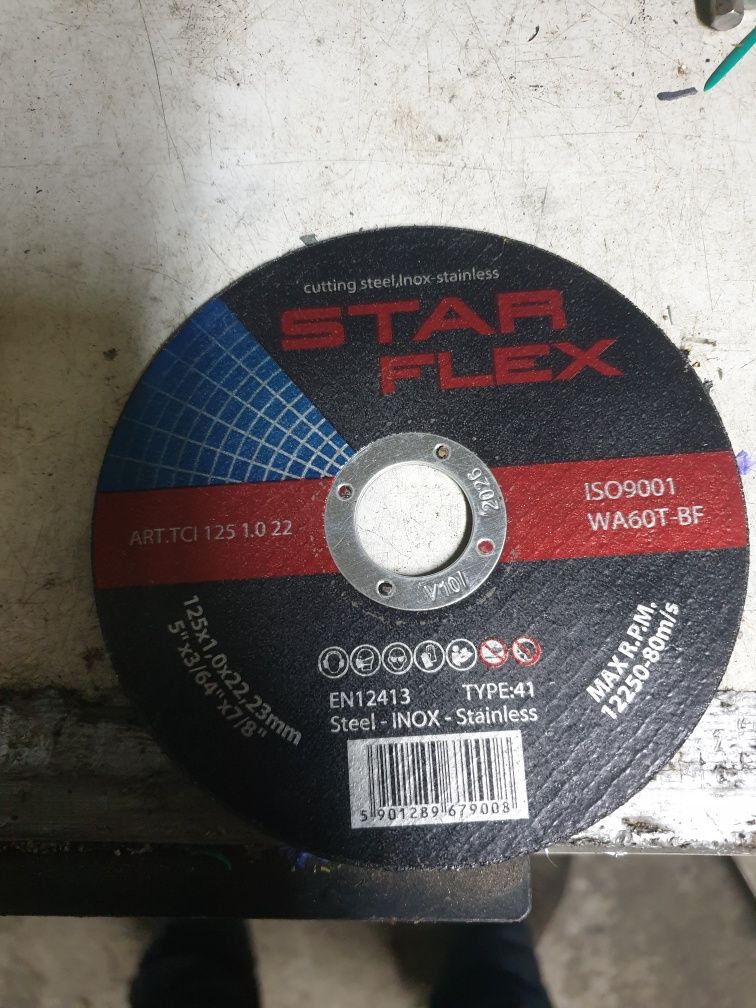 cutting steel,Inox-stainless
STAR
FLEX
ART.TCI 125 1.0 22
ISO9001
WA60T-BF
2026
V10
125x1.0x22,23mm
5"x3/64"x7/8"
MAX R.P.M.
12250-80m/s
EN12413 TYPE:41
Steel - iNOX - Stainless
5 901289 679008